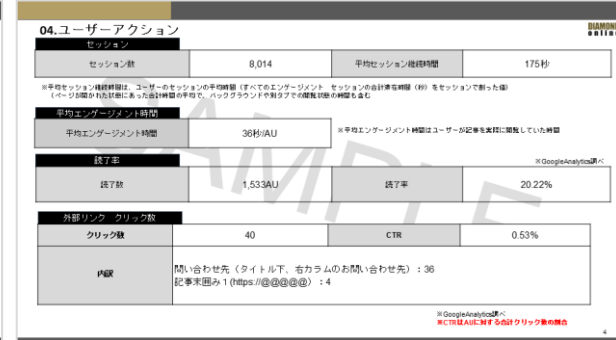 04.ユーザーアクション
DIAMOND
online
セッション
セッション数 8,014 平均セッション継続時間 175秒
※平均セッション継続時間は、ユーザーのセッションの平均時間（すべてのエンゲージメント セッションの合計滞在時間（秒）をセッションで割った値）
（ページが開かれた状態にあった合計時間の平均で、バックグラウンドや別タブでの閲覧状態の時間も含む
平均エンゲージメント時間
平均エンゲージメント時間 36秒/AU ※平均エンゲージメント時間はユーザーが記事を実際に閲覧していた時間
読了率
※GoogleAnalytics調べ
読了数 1,533AU 読了率 20.22%
SAMPLE
外部リンク クリック数
クリック数 40 CTR 0.53%
内訳
問い合わせ先（タイトル下、右カラムのお問い合わせ先）：36
記事末囲み１(https://@@@@@）：4
※GoogleAnalytics調べ
※CTRはAUに対する合計クリック数の割合
4